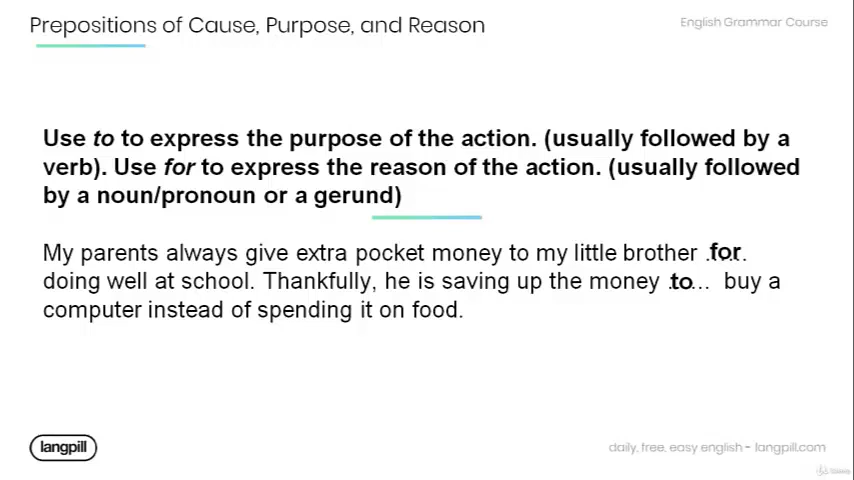 Prepositions of Cause, Purpose, and Reason
English Grammar Course
Use to to express the purpose of the action. (usually followed by a
verb). Use for to express the reason of the action. (usually followed
by a noun/pronoun or a gerund)
My parents always give extra pocket money to my little brother .for.
doing well at school. Thankfully, he is saving up the money .to... buy a
computer instead of spending it on food.
langpill
daily, free, easy english - langpill.com
Udemy